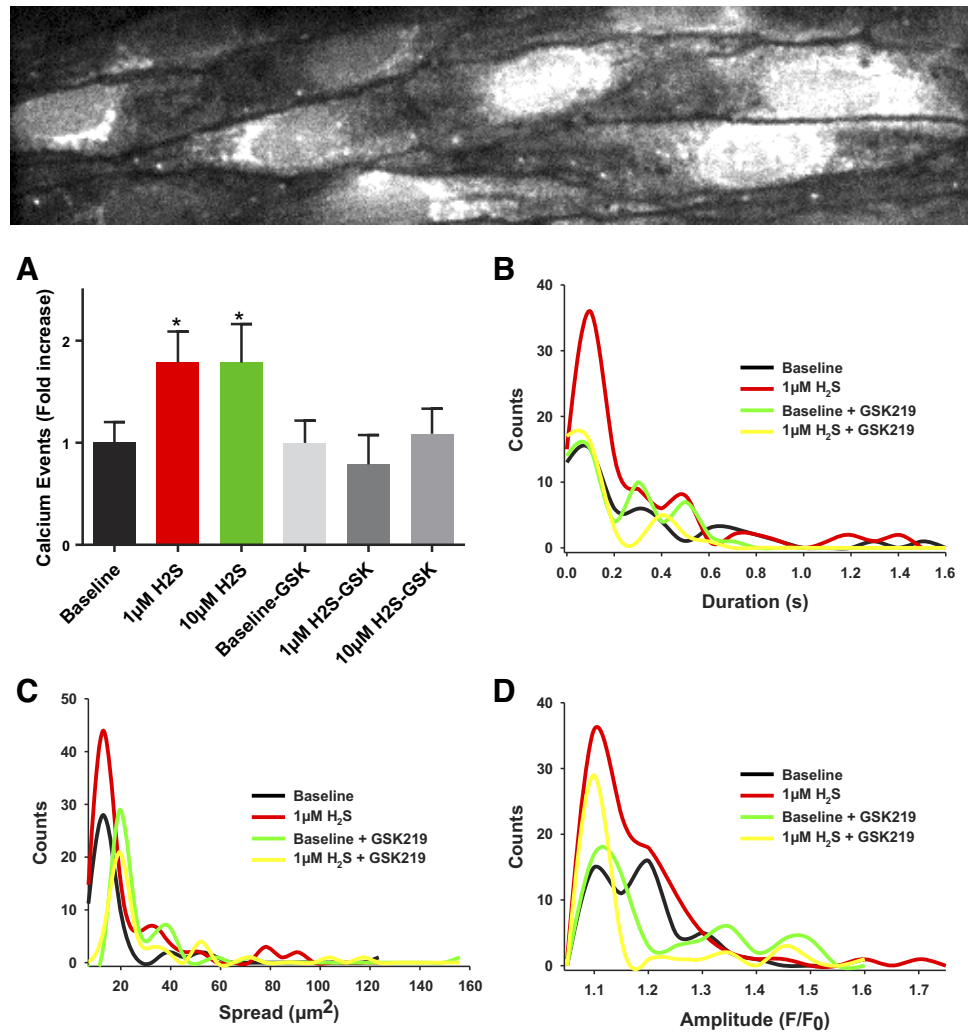 A
Calcium Events (Fold increase)
2
1
0
Baseline
1µM H2S
10µM H2S
Baseline-GSK
1µM H2S-GSK
10µM H2S-GSK
*
*
B
Counts
40
30
20
10
0
0.0 0.2 0.4 0.6 0.8 1.0 1.2 1.4 1.6
Duration (s)
Baseline
1µM H₂S
Baseline + GSK219
1µM H₂S + GSK219
C
Counts
50
40
30
20
10
0
20 40 60 80 100 120 140 160
Spread (µm²)
Baseline
1µM H₂S
Baseline + GSK219
1µM H₂S + GSK219
D
Counts
40
30
20
10
0
1.1 1.2 1.3 1.4 1.5 1.6 1.7
Amplitude (F/F₀)
Baseline
1µM H₂S
Baseline + GSK219
1µM H₂S + GSK219